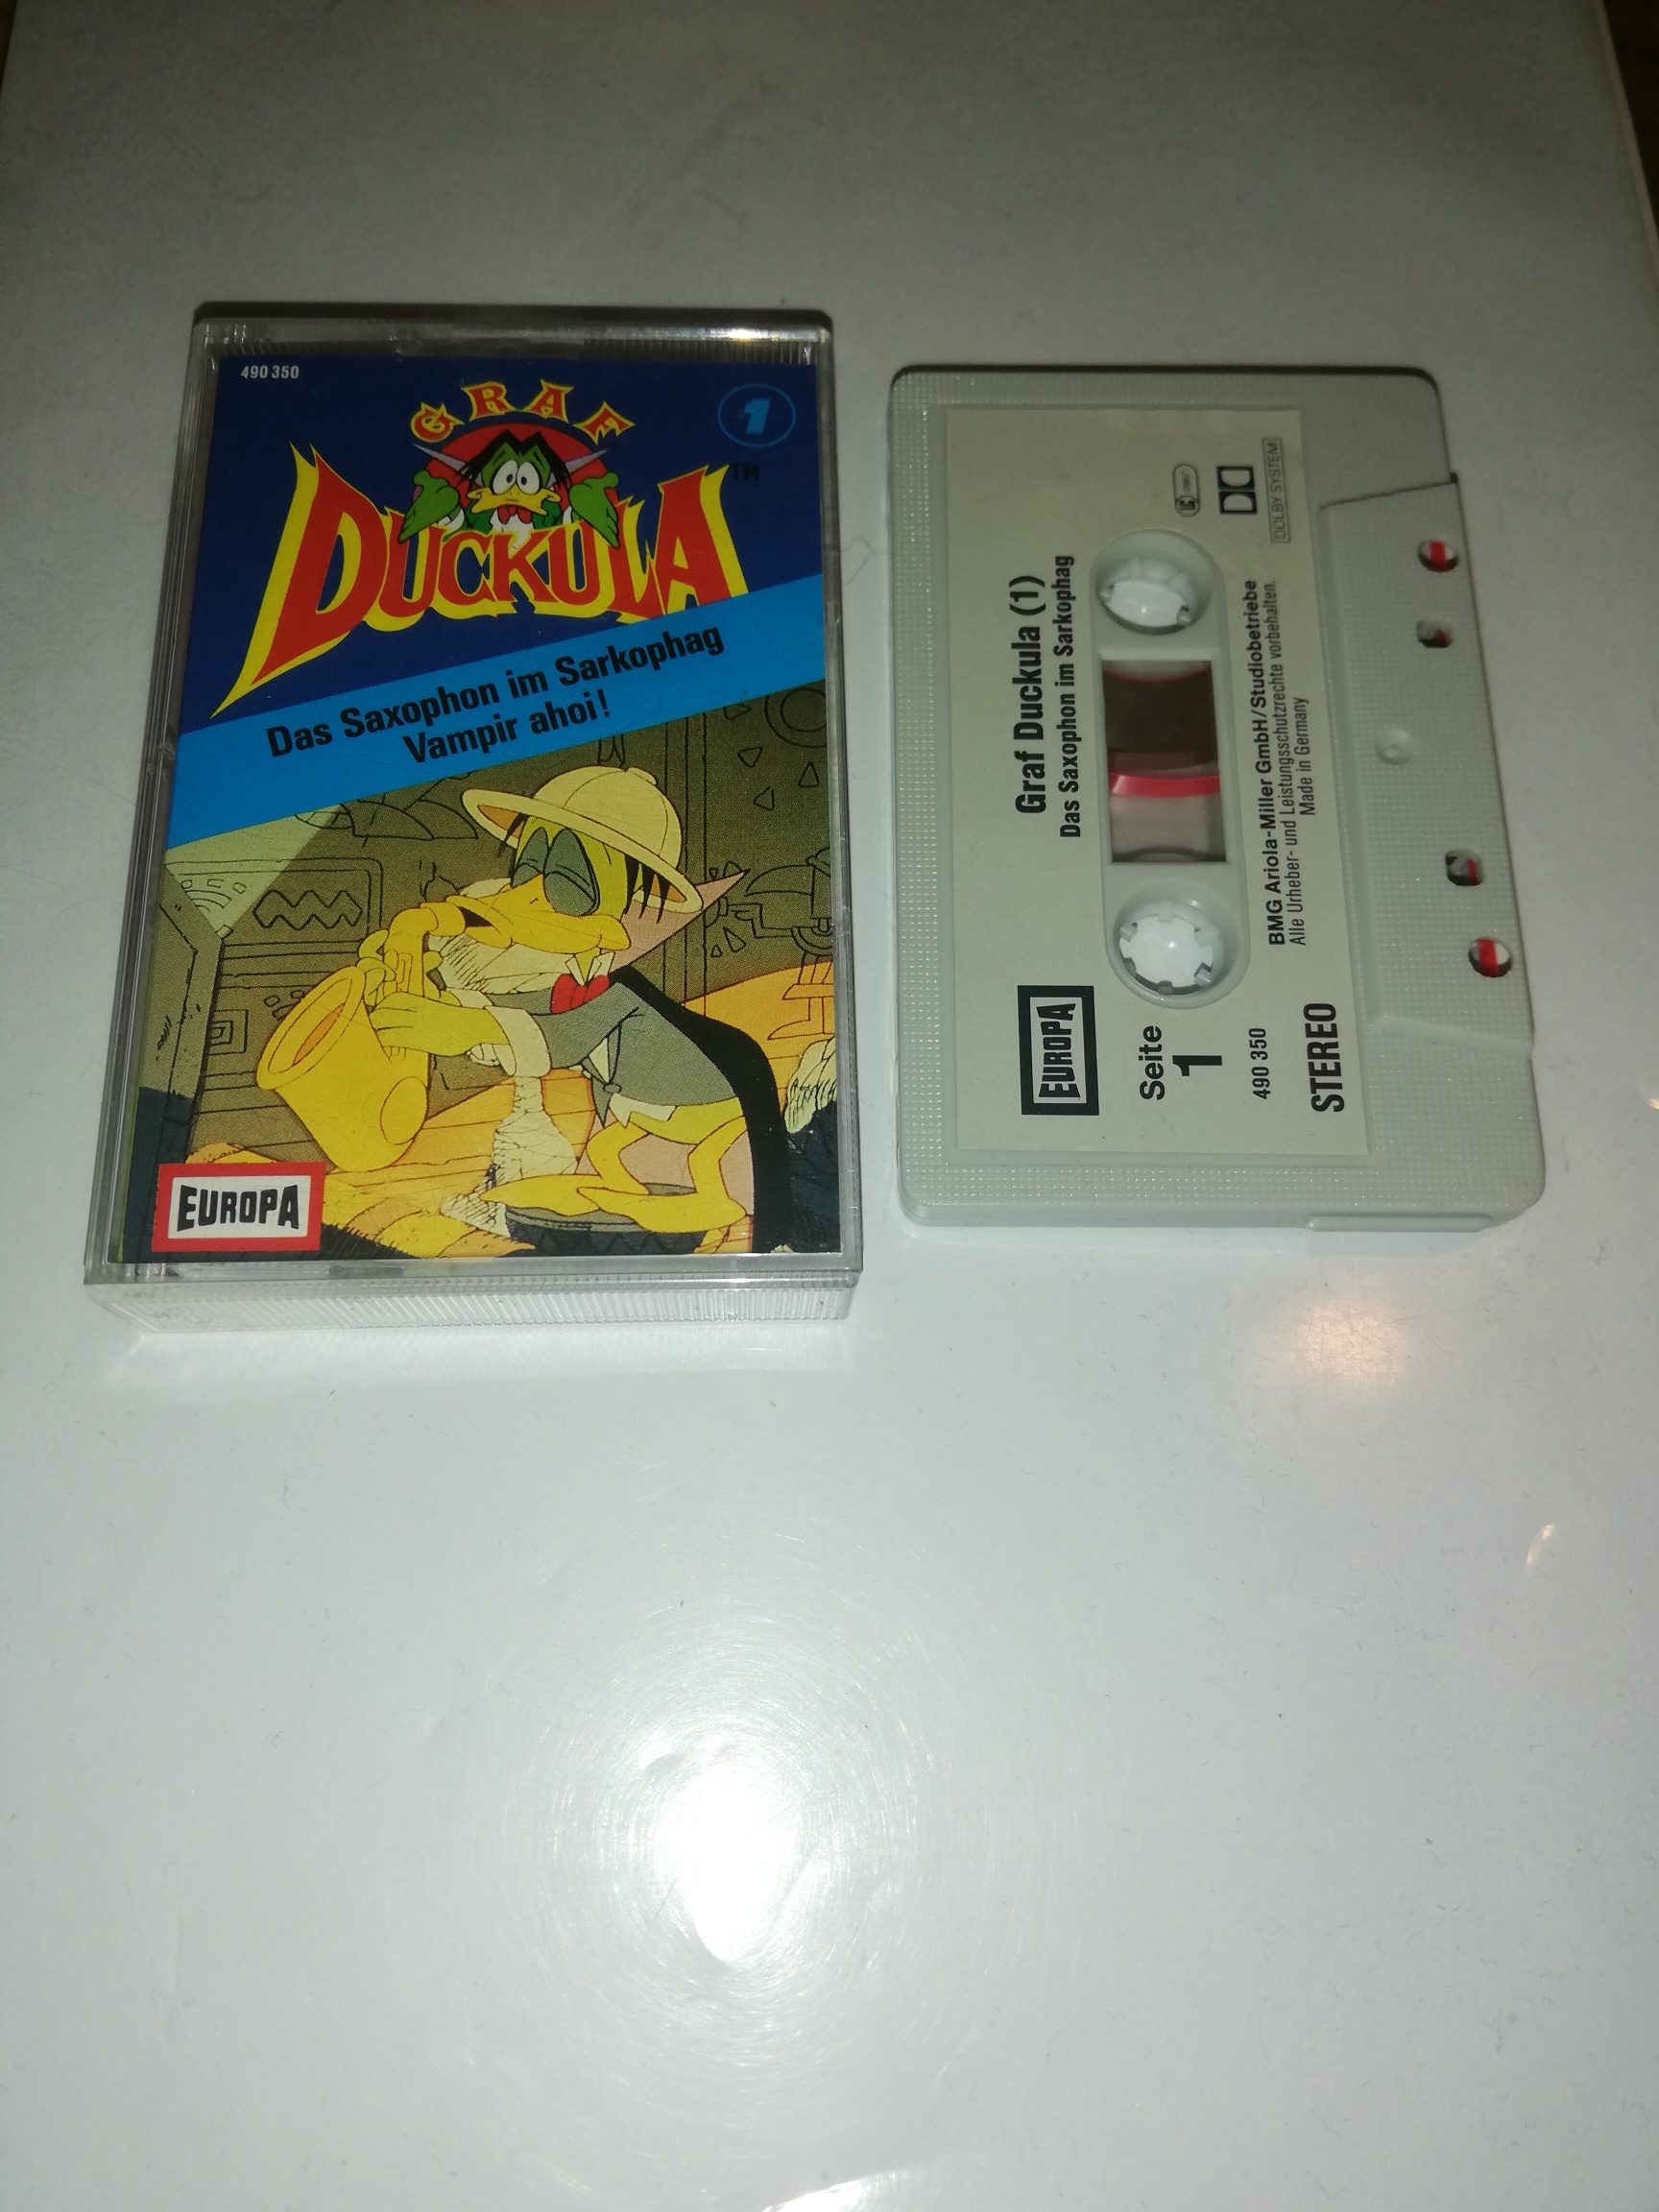 490 350
1
GRAF
DUCKULA
TM
Das Saxophon im Sarkophag
Vampir ahoi!
EUROPA
Graf Duckula (1)
Das Saxophon im Sarkophag
EUROPA
Seite
1
490 350
STEREO
LC
DOLBY SYSTEM
BMG Ariola-Miller GmbH/Studiobetriebe
Alle Urheber- und Leistungsschutzrechte vorbehalten.
Made in Germany